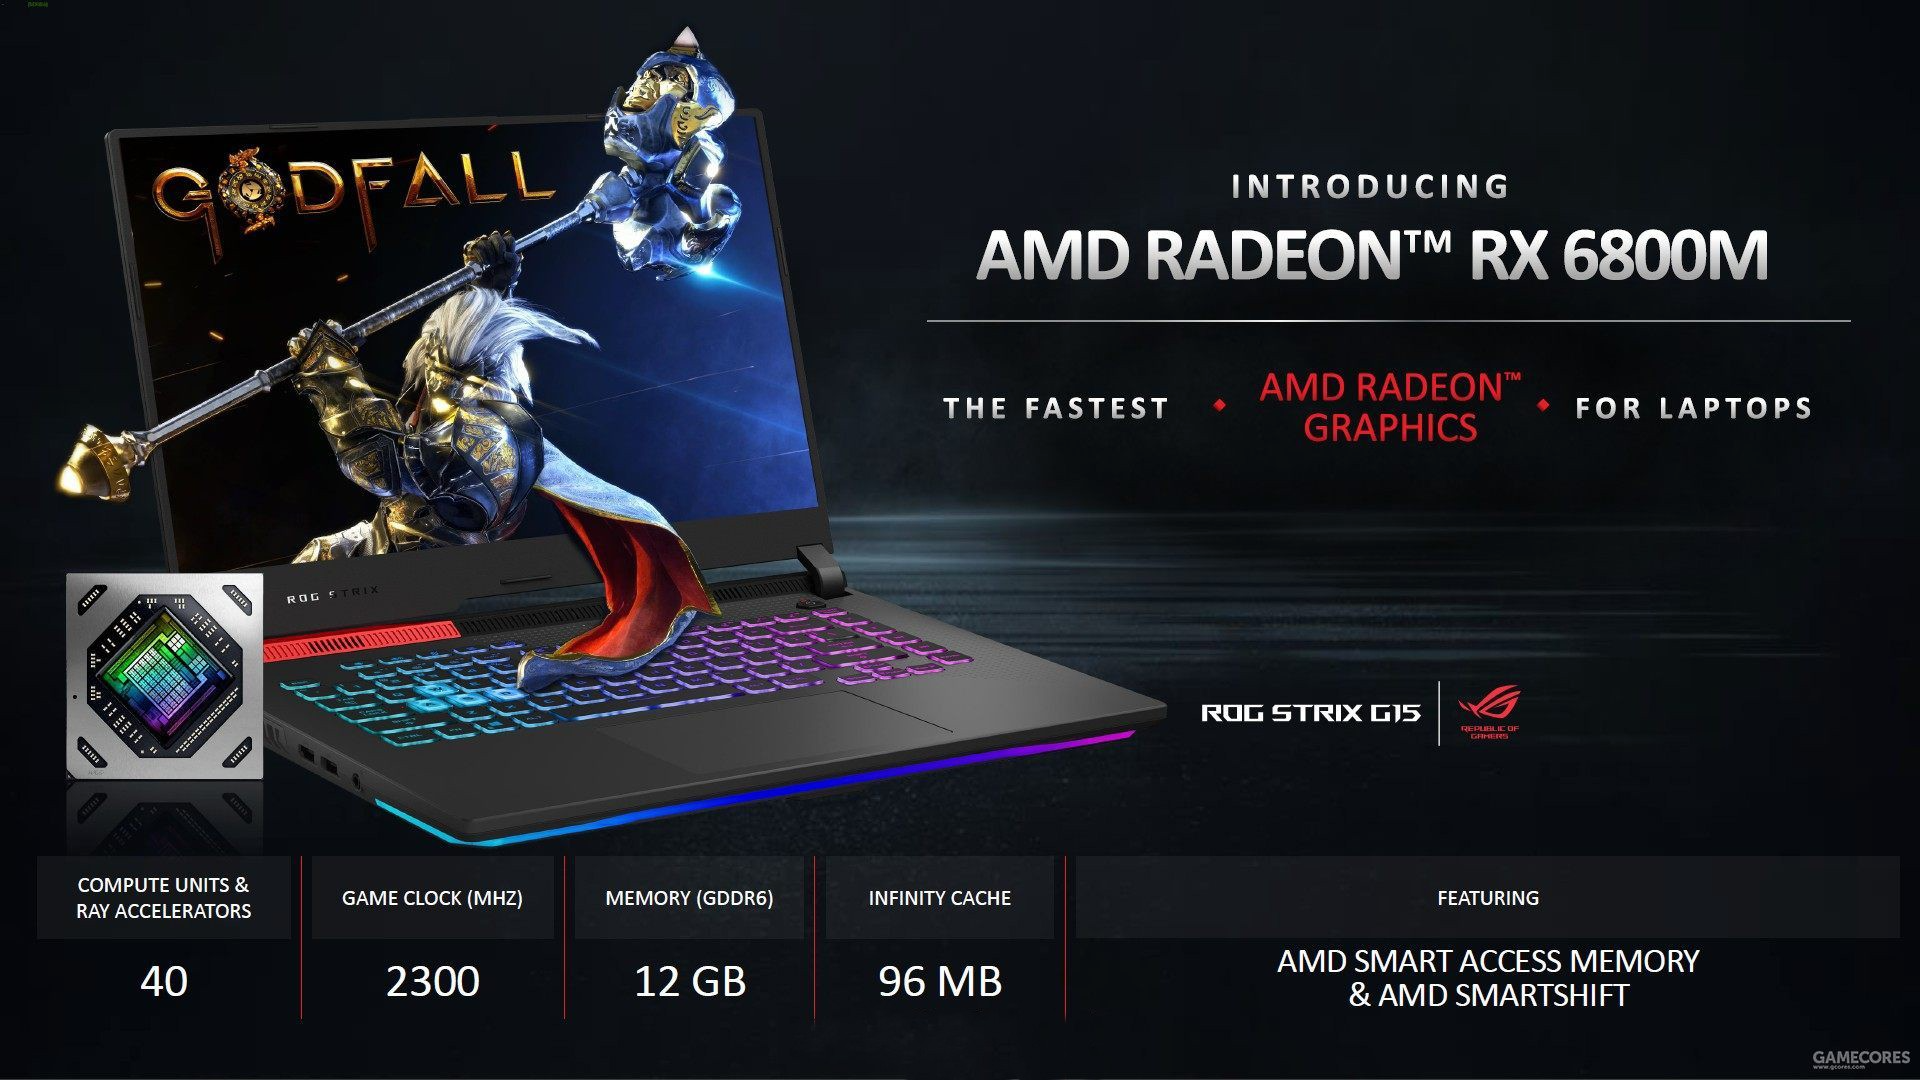 GODFALL
INTRODUCING
AMD RADEON™ RX 6800M
THE FASTEST
AMD RADEON™
GRAPHICS
FOR LAPTOPS
ROG STRIX
ROG STRIX G15
REPUBLIC OF
GAMERS
COMPUTE UNITS &
RAY ACCELERATORS
40
GAME CLOCK (MHZ)
2300
MEMORY (GDDR6)
12 GB
INFINITY CACHE
96 MB
FEATURING
AMD SMART ACCESS MEMORY
& AMD SMARTSHIFT
GAMECORES
www.gcores.com